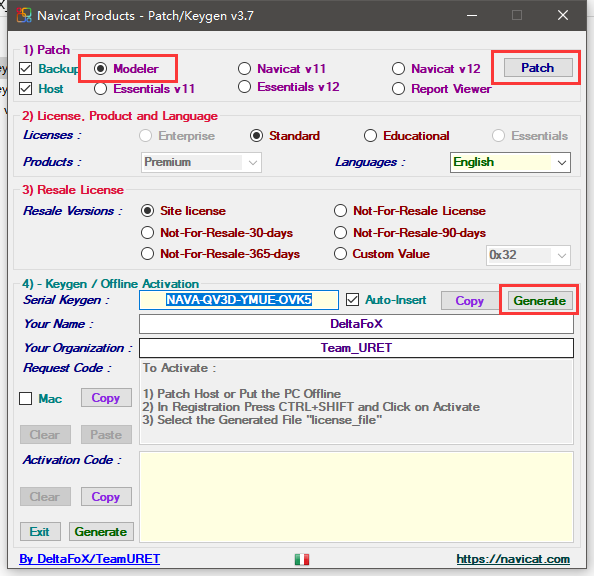 Navicat Products - Patch/Keygen v3.7
1) Patch
Backup Modeler Navicat v11 Navicat v12 Patch
Host Essentials v11 Essentials v12 Report Viewer
2) License, Product and Language
Licenses : Enterprise Standard Educational Essentials
Products : Premium Languages : English
3) Resale License
Resale Versions : Site license Not-For-Resale License
Not-For-Resale-30-days Not-For-Resale-90-days
Not-For-Resale-365-days Custom Value 0x32
4) - Keygen / Offline Activation
Serial Keygen : NAVA-QV3D-YMUE-OVK5 Auto-Insert Copy Generate
Your Name : DeltaFoX
Your Organization : Team_URET
Request Code : To Activate :
Mac Copy 1) Patch Host or Put the PC Offline
2) In Registration Press CTRL+SHIFT and Click on Activate
3) Select the Generated File "license_file"
Clear Paste
Activation Code :
Clear Copy
Exit Generate
By DeltaFoX/TeamURET https://navicat.com